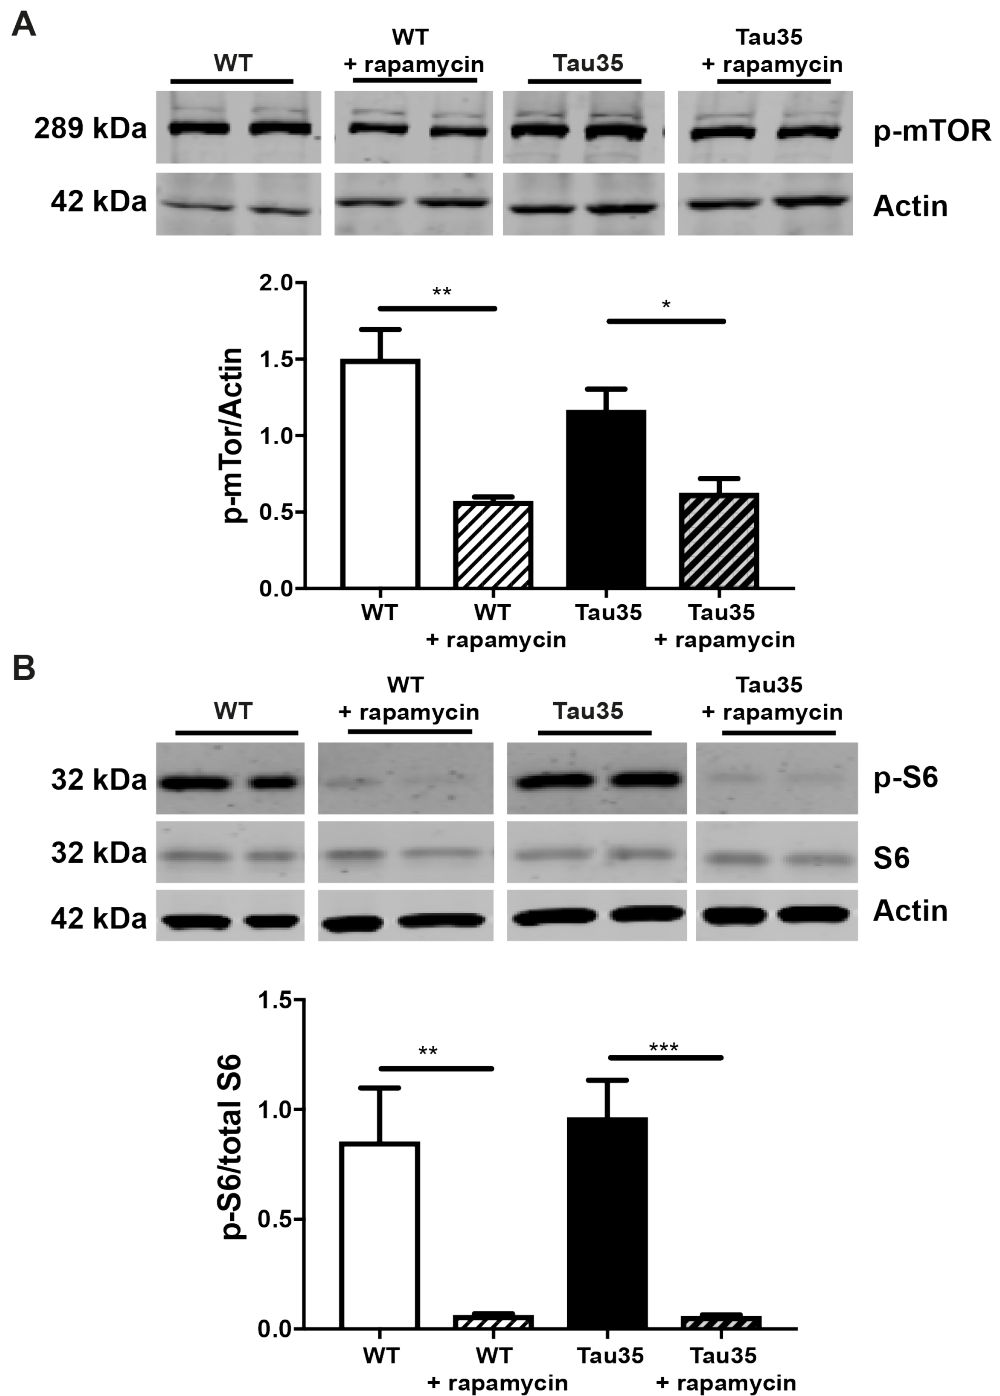 A
WT
WT
+ rapamycin
Tau35
Tau35
+ rapamycin
289 kDa
p-mTOR
42 kDa
Actin
2.0
1.5
1.0
0.5
0.0
p-mTor/Actin
**
*
WT
WT
+ rapamycin
Tau35
Tau35
+ rapamycin
B
WT
WT
+ rapamycin
Tau35
Tau35
+ rapamycin
32 kDa
p-S6
32 kDa
S6
42 kDa
Actin
1.5
1.0
0.5
0.0
p-S6/total S6
**
***
WT
WT
+ rapamycin
Tau35
Tau35
+ rapamycin